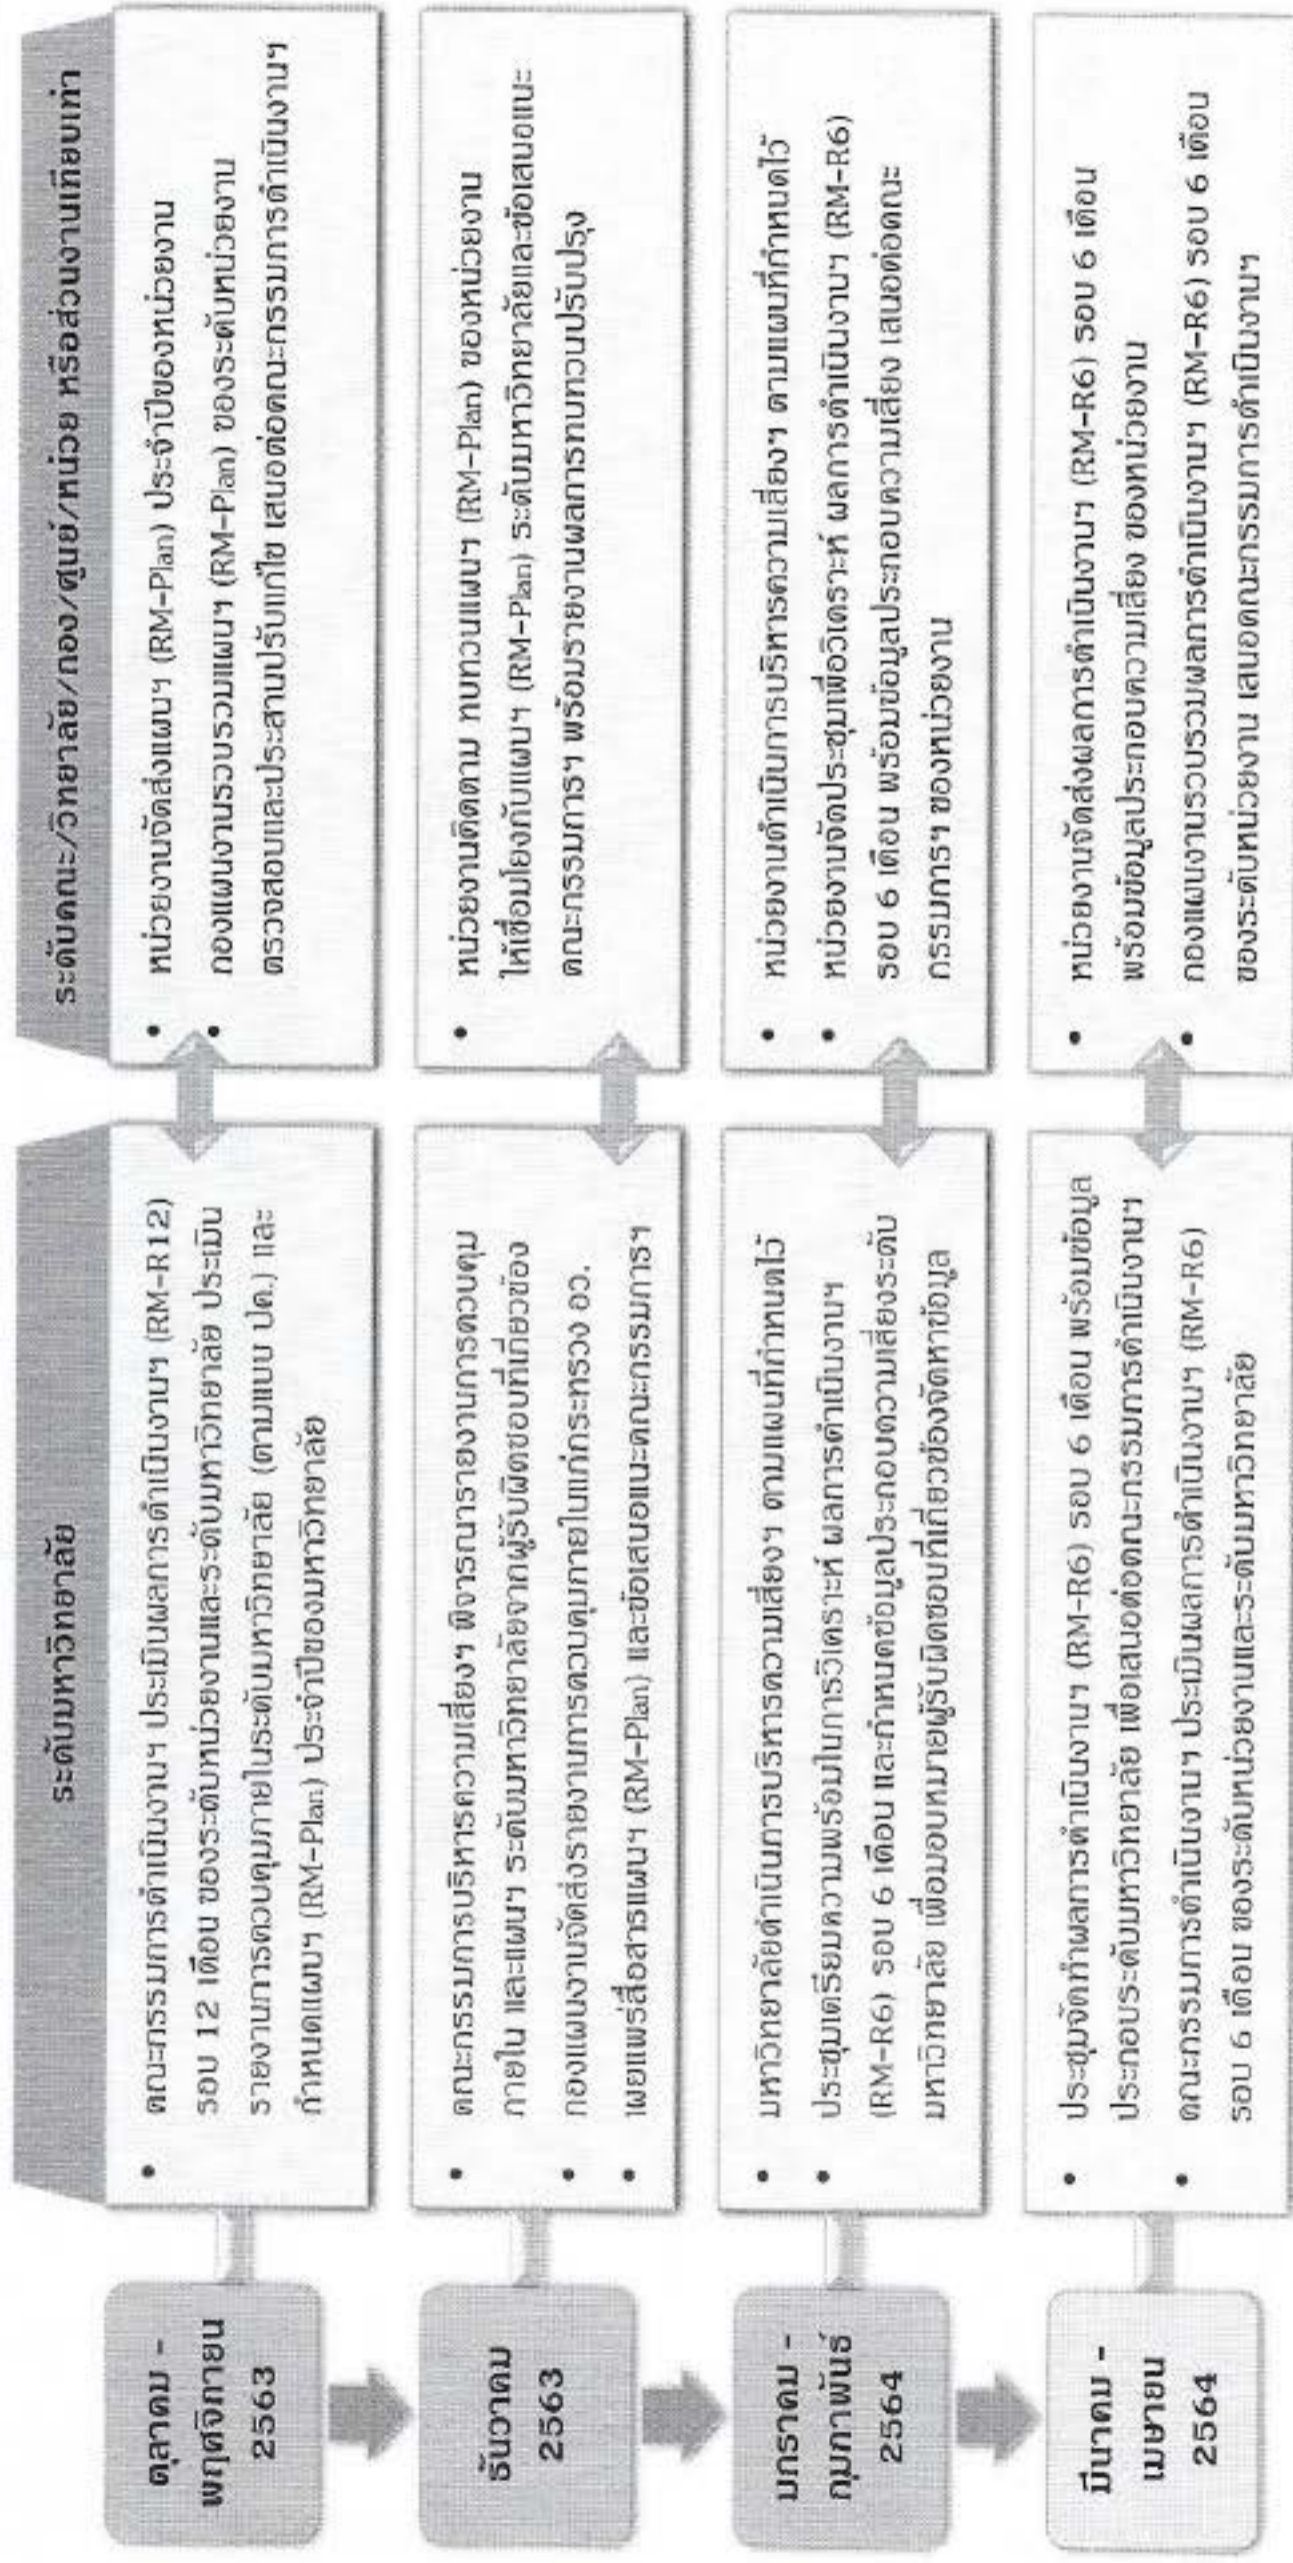 ระดับมหาวิทยาลัย
ระดับคณะ/วิทยาลัย/กอง/ศูนย์/หน่วย หรือส่วนงานเทียบเท่า
ตุลาคม -
พฤศจิกายน
2563
• คณะกรรมการดำเนินงานฯ ประเมินผลการดำเนินงานฯ (RM-R12)
รอบ 12 เดือน ของระดับหน่วยงานและระดับมหาวิทยาลัย ประเมิน
รายงานการควบคุมภายในระดับมหาวิทยาลัย (ตามแบบ ปค.) และ
กำหนดแผนฯ (RM-Plan) ประจำปีของมหาวิทยาลัย
• หน่วยงานจัดส่งแผนฯ (RM-Plan) ประจำปีของหน่วยงาน
• กองแผนงานรวบรวมแผนฯ (RM-Plan) ของระดับหน่วยงาน
ตรวจสอบและประสานปรับแก้ไข เสนอต่อคณะกรรมการดำเนินงานฯ
ธันวาคม
2563
• คณะกรรมการบริหารความเสี่ยงฯ พิจารณารายงานการควบคุม
ภายใน และแผนฯ ระดับมหาวิทยาลัยจากผู้รับผิดชอบที่เกี่ยวข้อง
• กองแผนงานจัดส่งรายงานการควบคุมภายในแก่กระทรวง อว.
• เผยแพร่สื่อสารแผนฯ (RM-Plan) และข้อเสนอแนะคณะกรรมการฯ
• หน่วยงานติดตาม ทบทวนแผนฯ (RM-Plan) ของหน่วยงาน
ให้เชื่อมโยงกับแผนฯ (RM-Plan) ระดับมหาวิทยาลัยและข้อเสนอแนะ
คณะกรรมการฯ พร้อมรายงานผลการทบทวนปรับปรุง
มกราคม -
กุมภาพันธ์
2564
• มหาวิทยาลัยดำเนินการบริหารความเสี่ยงฯ ตามแผนที่กำหนดไว้
• ประชุมเตรียมความพร้อมในการวิเคราะห์ ผลการดำเนินงานฯ
(RM-R6) รอบ 6 เดือน และกำหนดข้อมูลประกอบความเสี่ยงระดับ
มหาวิทยาลัย เพื่อมอบหมายผู้รับผิดชอบที่เกี่ยวข้องจัดหาข้อมูล
• หน่วยงานดำเนินการบริหารความเสี่ยงฯ ตามแผนที่กำหนดไว้
• หน่วยงานจัดประชุมเพื่อวิเคราะห์ ผลการดำเนินงานฯ (RM-R6)
รอบ 6 เดือน พร้อมข้อมูลประกอบความเสี่ยง เสนอต่อคณะ
กรรมการฯ ของหน่วยงาน
มีนาคม -
เมษายน
2564
• ประชุมจัดทำผลการดำเนินงานฯ (RM-R6) รอบ 6 เดือน พร้อมข้อมูล
ประกอบระดับมหาวิทยาลัย เพื่อเสนอต่อคณะกรรมการดำเนินงานฯ
• คณะกรรมการดำเนินงานฯ ประเมินผลการดำเนินงานฯ (RM-R6)
รอบ 6 เดือน ของระดับหน่วยงานและระดับมหาวิทยาลัย
• หน่วยงานจัดส่งผลการดำเนินงานฯ (RM-R6) รอบ 6 เดือน
พร้อมข้อมูลประกอบความเสี่ยง ของหน่วยงาน
• กองแผนงานรวบรวมผลการดำเนินงานฯ (RM-R6) รอบ 6 เดือน
ของระดับหน่วยงาน เสนอคณะกรรมการดำเนินงานฯ